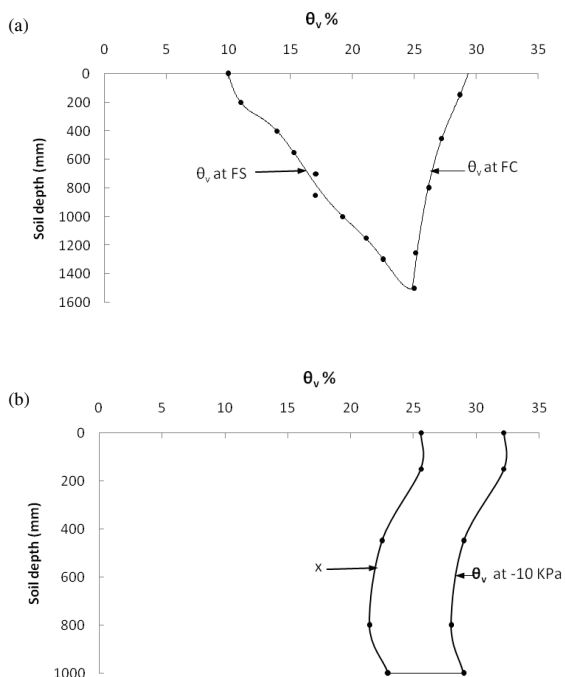 (a)
θv %
0 5 10 15 20 25 30 35
0
200
400
600
800
1000
1200
1400
1600
Soil depth (mm)
θv at FS
θv at FC
(b)
θv %
0 5 10 15 20 25 30 35
0
200
400
600
800
1000
Soil depth (mm)
x
θv at -10 KPa